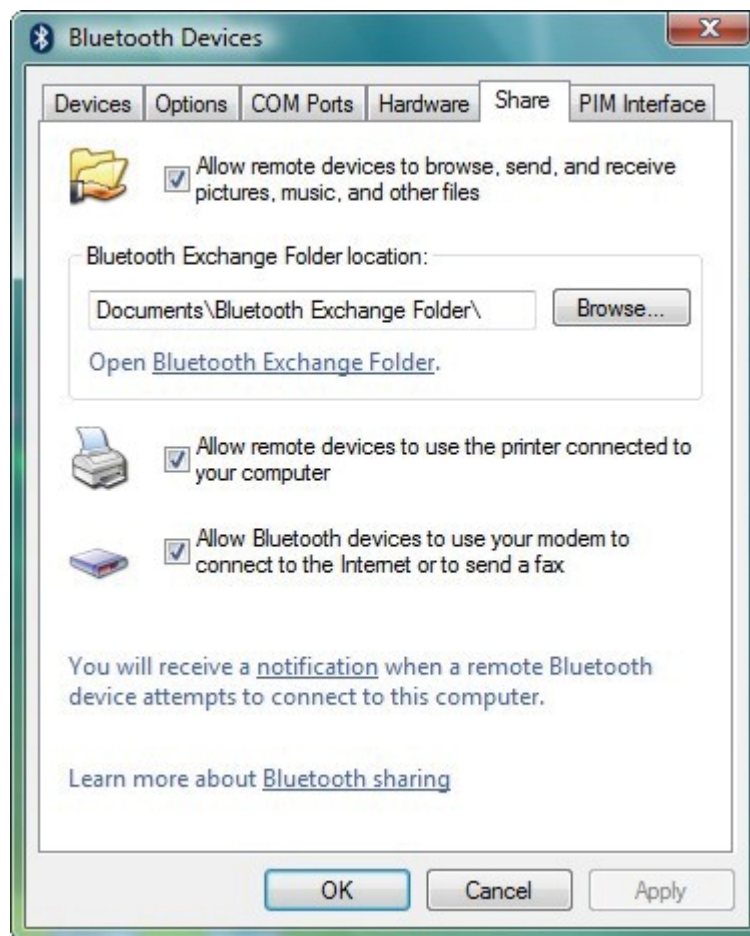 Bluetooth Devices
Devices Options COM Ports Hardware Share PIM Interface
Allow remote devices to browse, send, and receive
pictures, music, and other files
Bluetooth Exchange Folder location:
Documents\Bluetooth Exchange Folder\ Browse...
Open Bluetooth Exchange Folder.
Allow remote devices to use the printer connected to
your computer
Allow Bluetooth devices to use your modem to
connect to the Internet or to send a fax
You will receive a notification when a remote Bluetooth
device attempts to connect to this computer.
Learn more about Bluetooth sharing
OK Cancel Apply